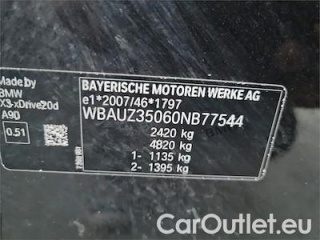 Made by
BMW
X3 xDrive20d
A90
0.51
BAYERISCHE MOTOREN WERKE AG
e1*2007/46*1797
WBAUZ35060NB77544
2420 kg
4820 kg
1- 1135 kg
2- 1395 kg
CarOutlet.eu